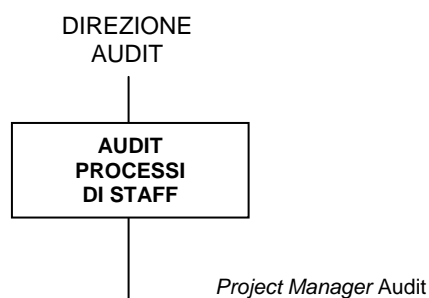 DIREZIONE
AUDIT
AUDIT
PROCESSI
DI STAFF
Project Manager Audit